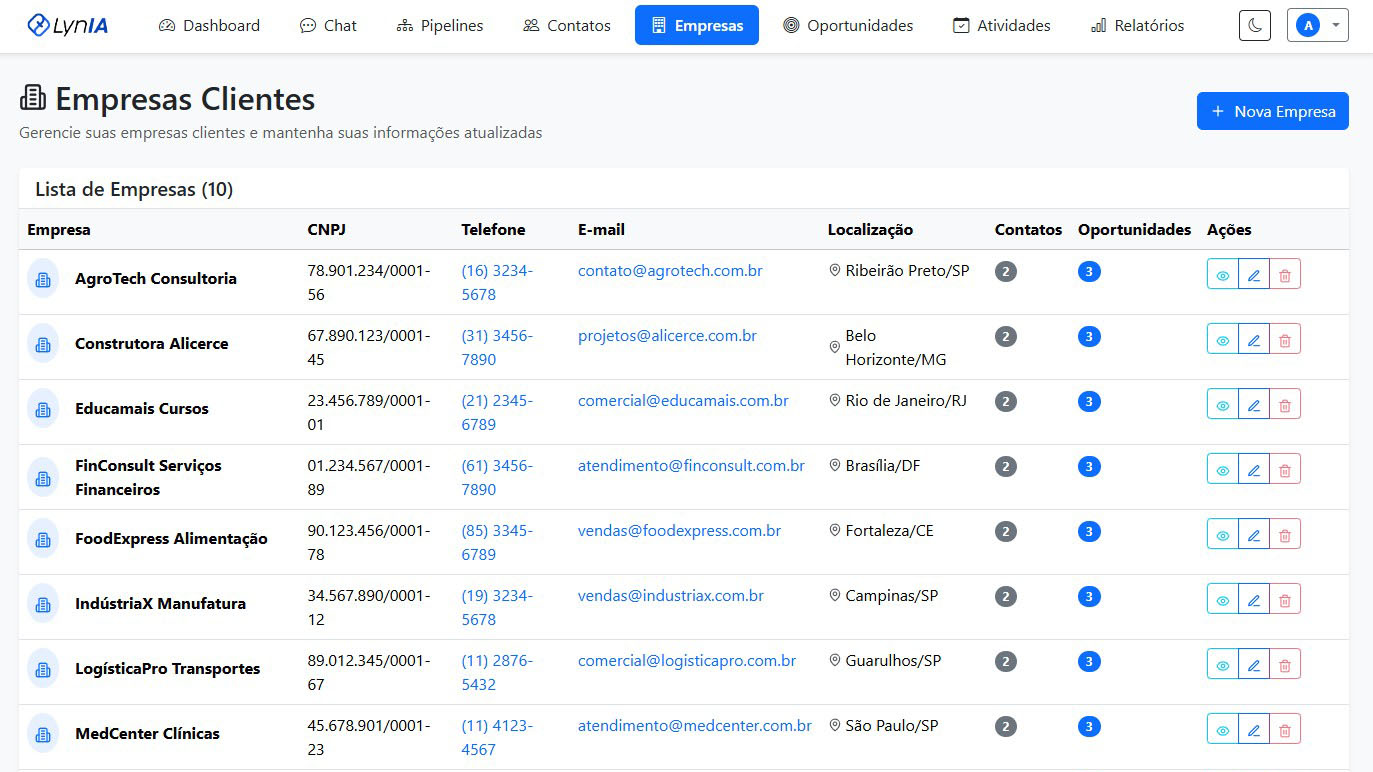 LynIA Dashboard Chat Pipelines Contatos Empresas Oportunidades Atividades Relatórios A
Empresas Clientes
Gerencie suas empresas clientes e mantenha suas informações atualizadas
+ Nova Empresa
Lista de Empresas (10)
Empresa CNPJ Telefone E-mail Localização Contatos Oportunidades Ações
AgroTech Consultoria 78.901.234/0001-56 (16) 3234-5678 contato@agrotech.com.br Ribeirão Preto/SP 2 3
Construtora Alicerce 67.890.123/0001-45 (31) 3456-7890 projetos@alicerce.com.br Belo Horizonte/MG 2 3
Educamais Cursos 23.456.789/0001-01 (21) 2345-6789 comercial@educamais.com.br Rio de Janeiro/RJ 2 3
FinConsult Serviços Financeiros 01.234.567/0001-89 (61) 3456-7890 atendimento@finconsult.com.br Brasília/DF 2 3
FoodExpress Alimentação 90.123.456/0001-78 (85) 3345-6789 vendas@foodexpress.com.br Fortaleza/CE 2 3
IndústriaX Manufatura 34.567.890/0001-12 (19) 3234-5678 vendas@industriax.com.br Campinas/SP 2 3
LogísticaPro Transportes 89.012.345/0001-67 (11) 2876-5432 comercial@logisticapro.com.br Guarulhos/SP 2 3
MedCenter Clínicas 45.678.901/0001-23 (11) 4123-4567 atendimento@medcenter.com.br São Paulo/SP 2 3